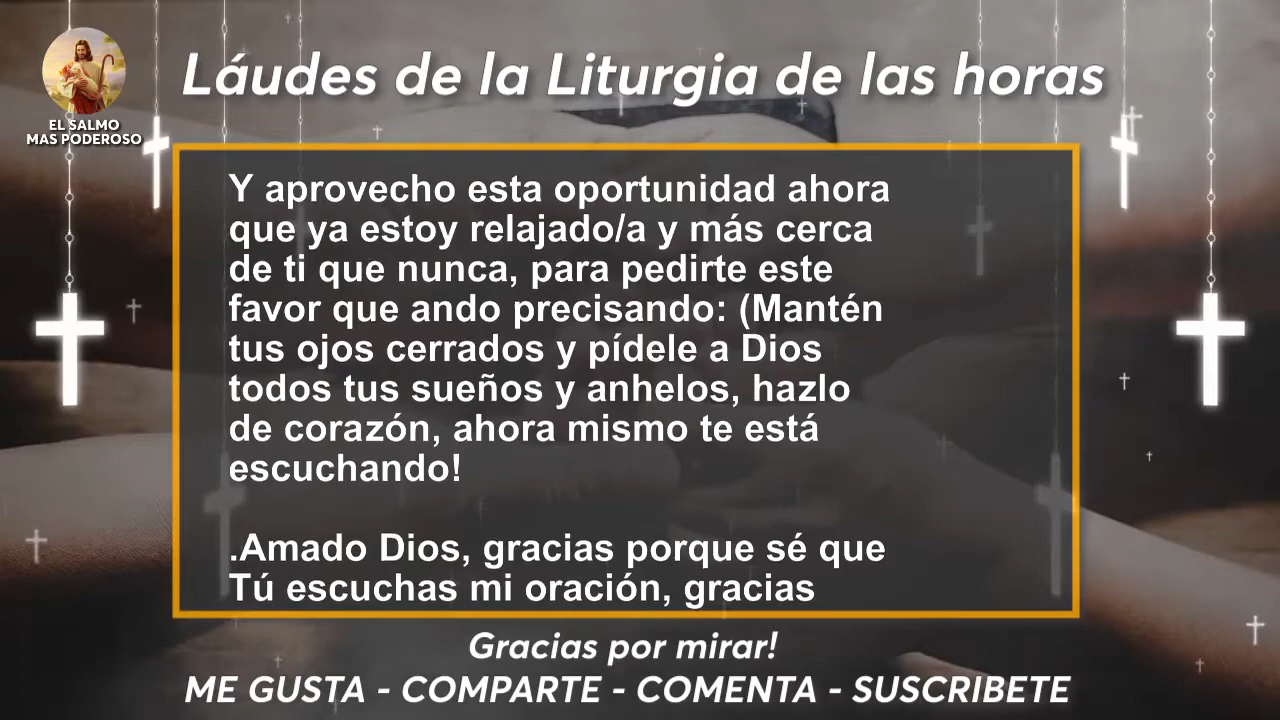 Láudes de la Liturgia de las horas
EL SALMO
MAS PODEROSO
Y aprovecho esta oportunidad ahora
que ya estoy relajado/a y más cerca
de ti que nunca, para pedirte este
favor que ando precisando: (Mantén
tus ojos cerrados y pídele a Dios
todos tus sueños y anhelos, hazlo
de corazón, ahora mismo te está
escuchando!
.Amado Dios, gracias porque sé que
Tú escuchas mi oración, gracias
Gracias por mirar!
ME GUSTA - COMPARTE - COMENTA - SUSCRIBETE